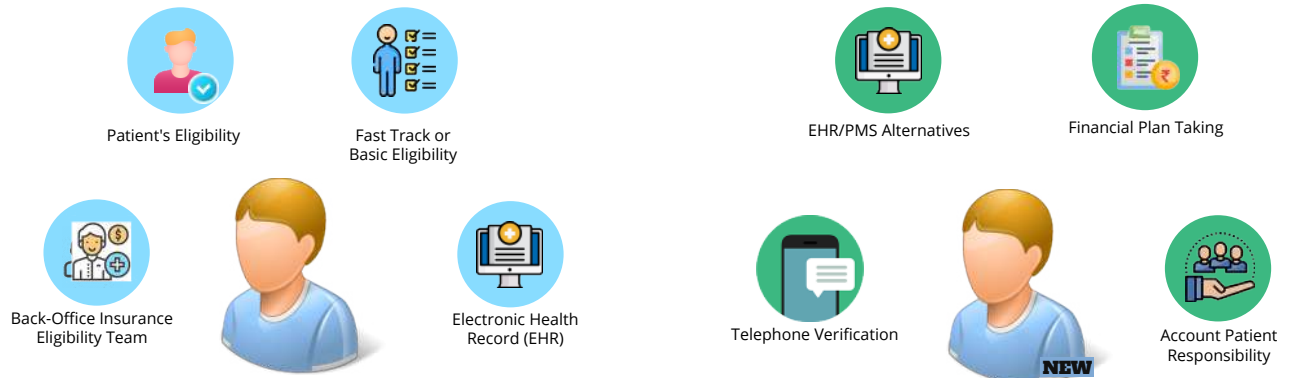 Patient's Eligibility
Fast Track or
Basic Eligibility
Back-Office Insurance
Eligibility Team
$
Electronic Health
Record (EHR)
EHR/PMS Alternatives
₹
Financial Plan Taking
Telephone Verification
NEW
Account Patient
Responsibility